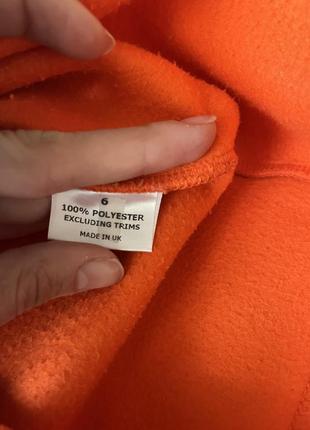 6
100% POLYESTER
EXCLUDING TRIMS
MADE IN UK